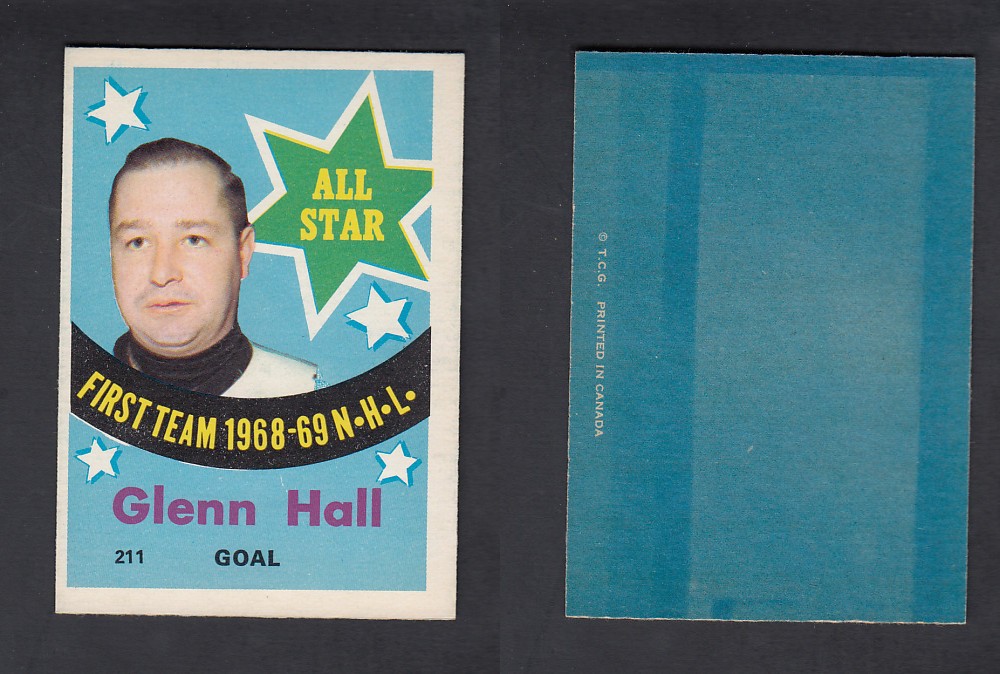 ALL
STAR
FIRST TEAM 1968-69 N•H•L•
Glenn Hall
211 GOAL
© T.C.G. PRINTED IN CANADA